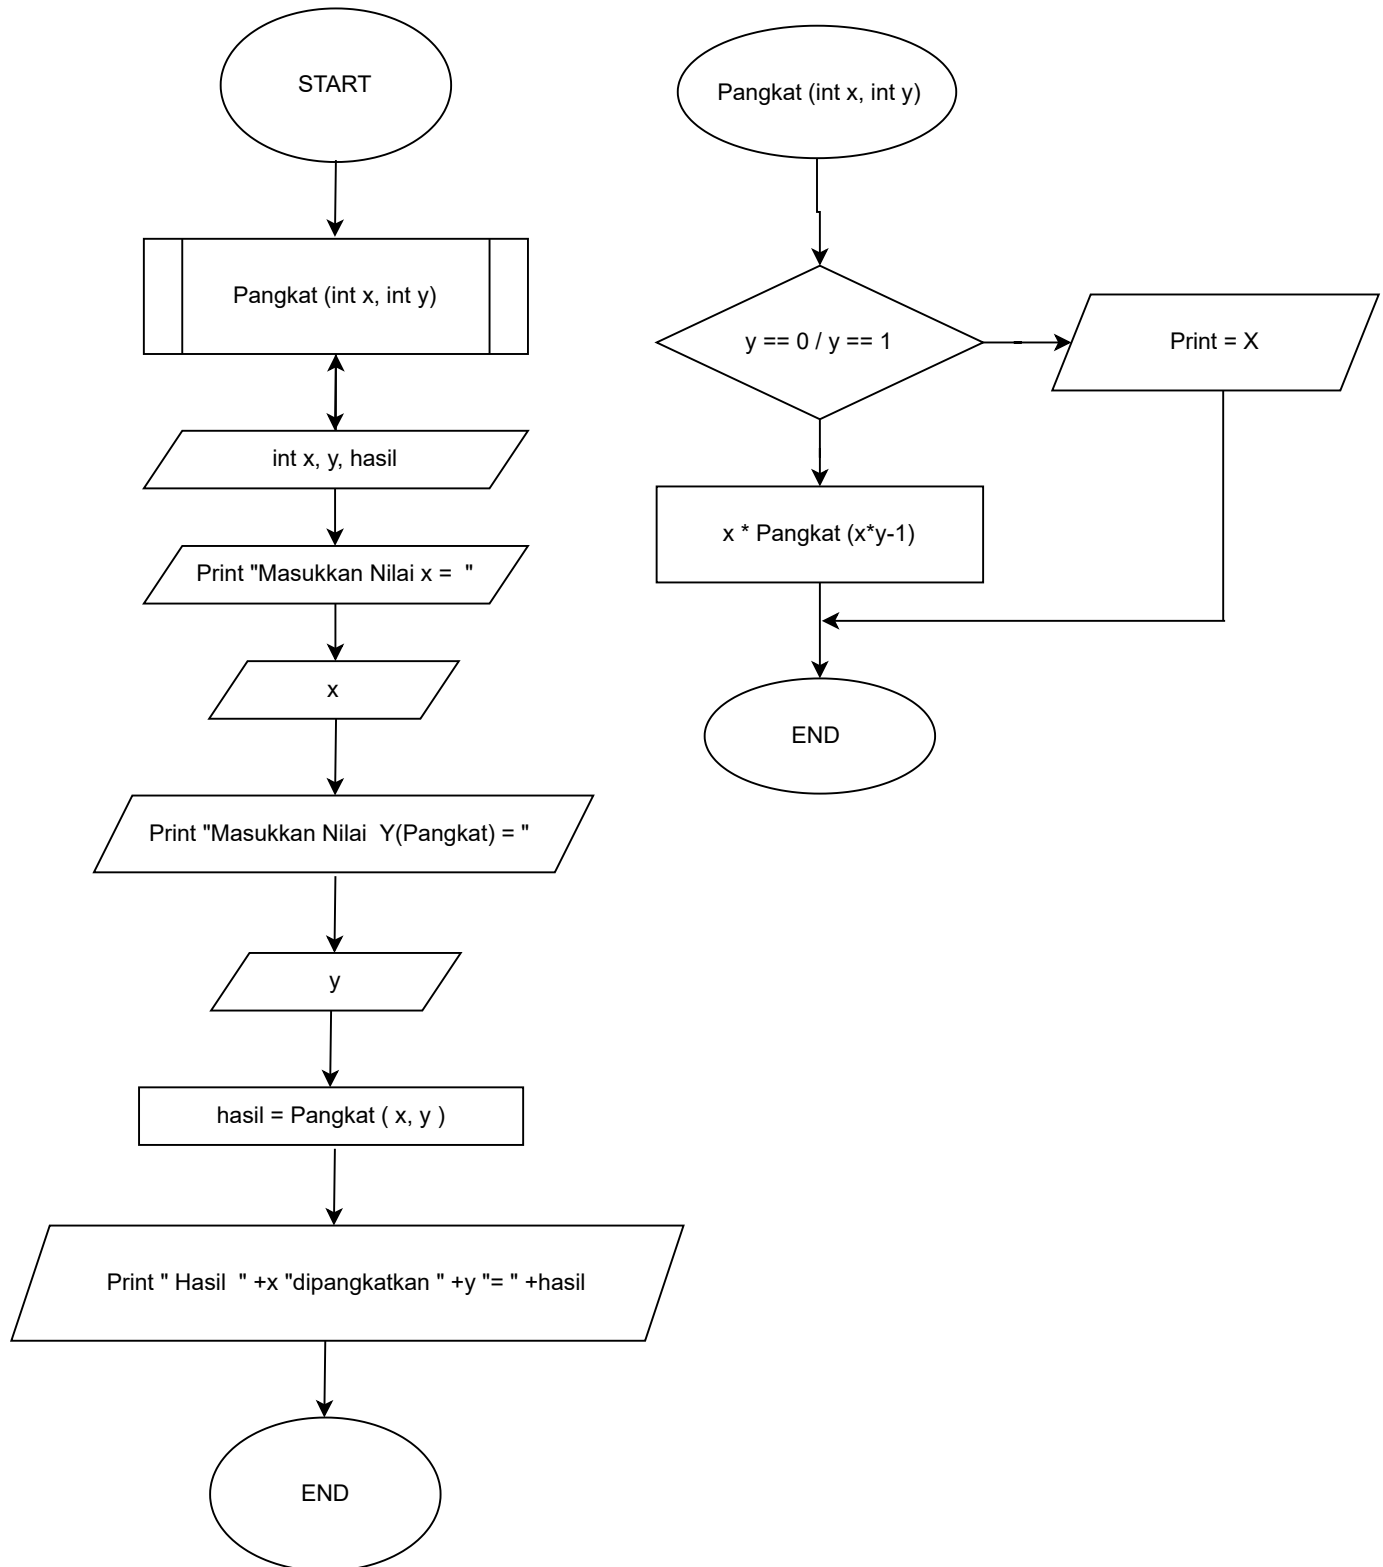 START
Pangkat (int x, int y)
int x, y, hasil
Print "Masukkan Nilai x =  "
x
Print "Masukkan Nilai  Y(Pangkat) = "
y
hasil = Pangkat ( x, y )
Print " Hasil  " +x "dipangkatkan " +y "= " +hasil
END
Pangkat (int x, int y)
y == 0 / y == 1
Print = X
x * Pangkat (x*y-1)
END